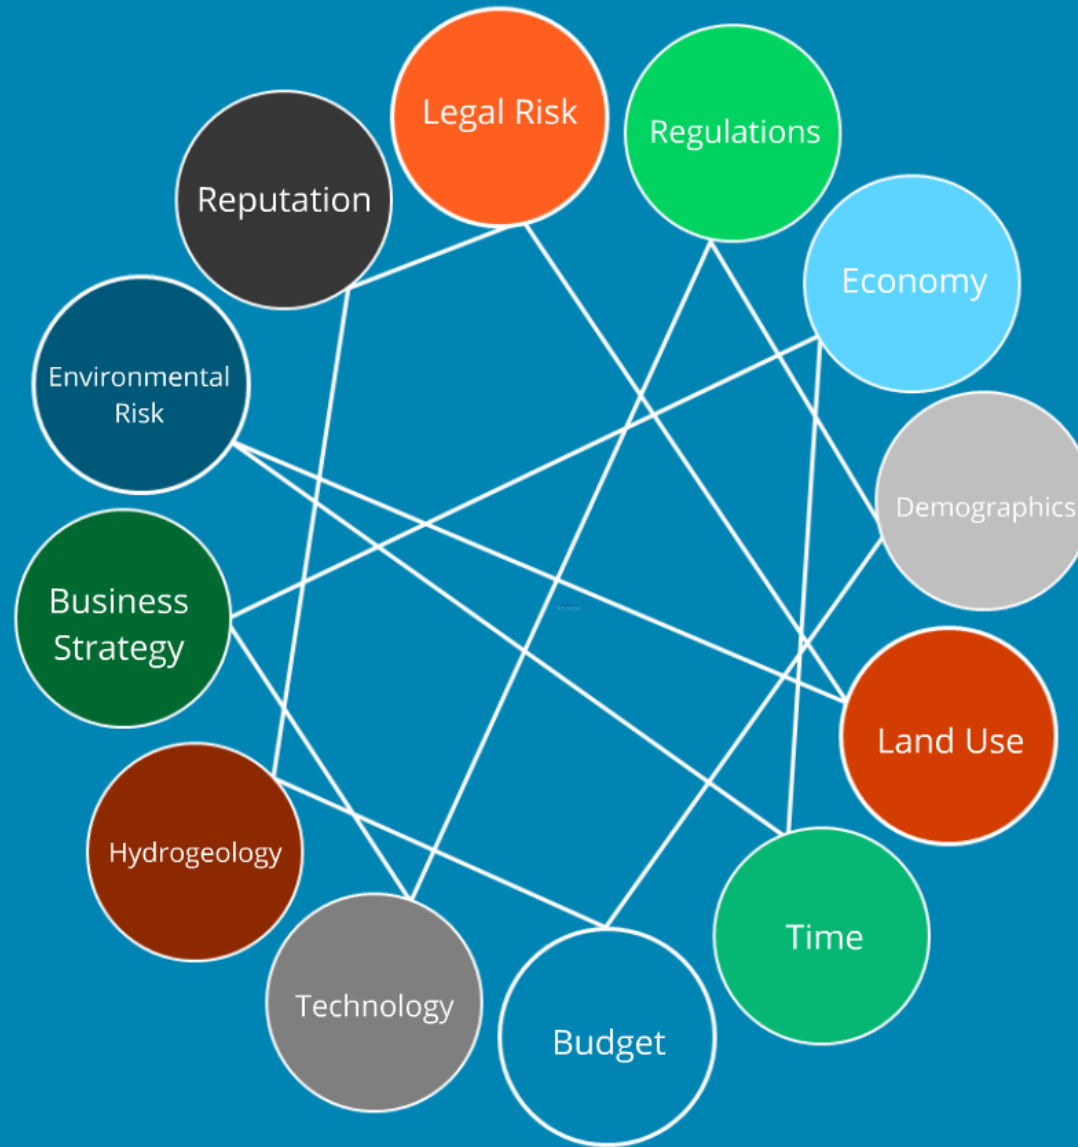 Legal Risk
Regulations
Reputation
Economy
Environmental
Risk
Demographics
Business
Strategy
Land Use
Hydrogeology
Time
Technology
Budget